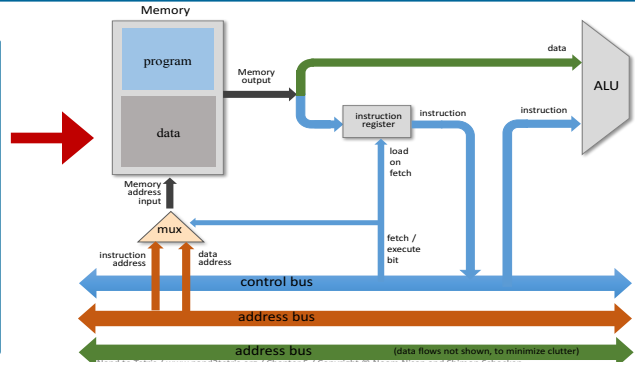 Memory
program
data
Memory
output
data
ALU
instruction
register
instruction
instruction
load
on
fetch
Memory
address
input
mux
instruction
address
data
address
fetch /
execute
bit
control bus
address bus
address bus
(data flows not shown, to minimize clutter)